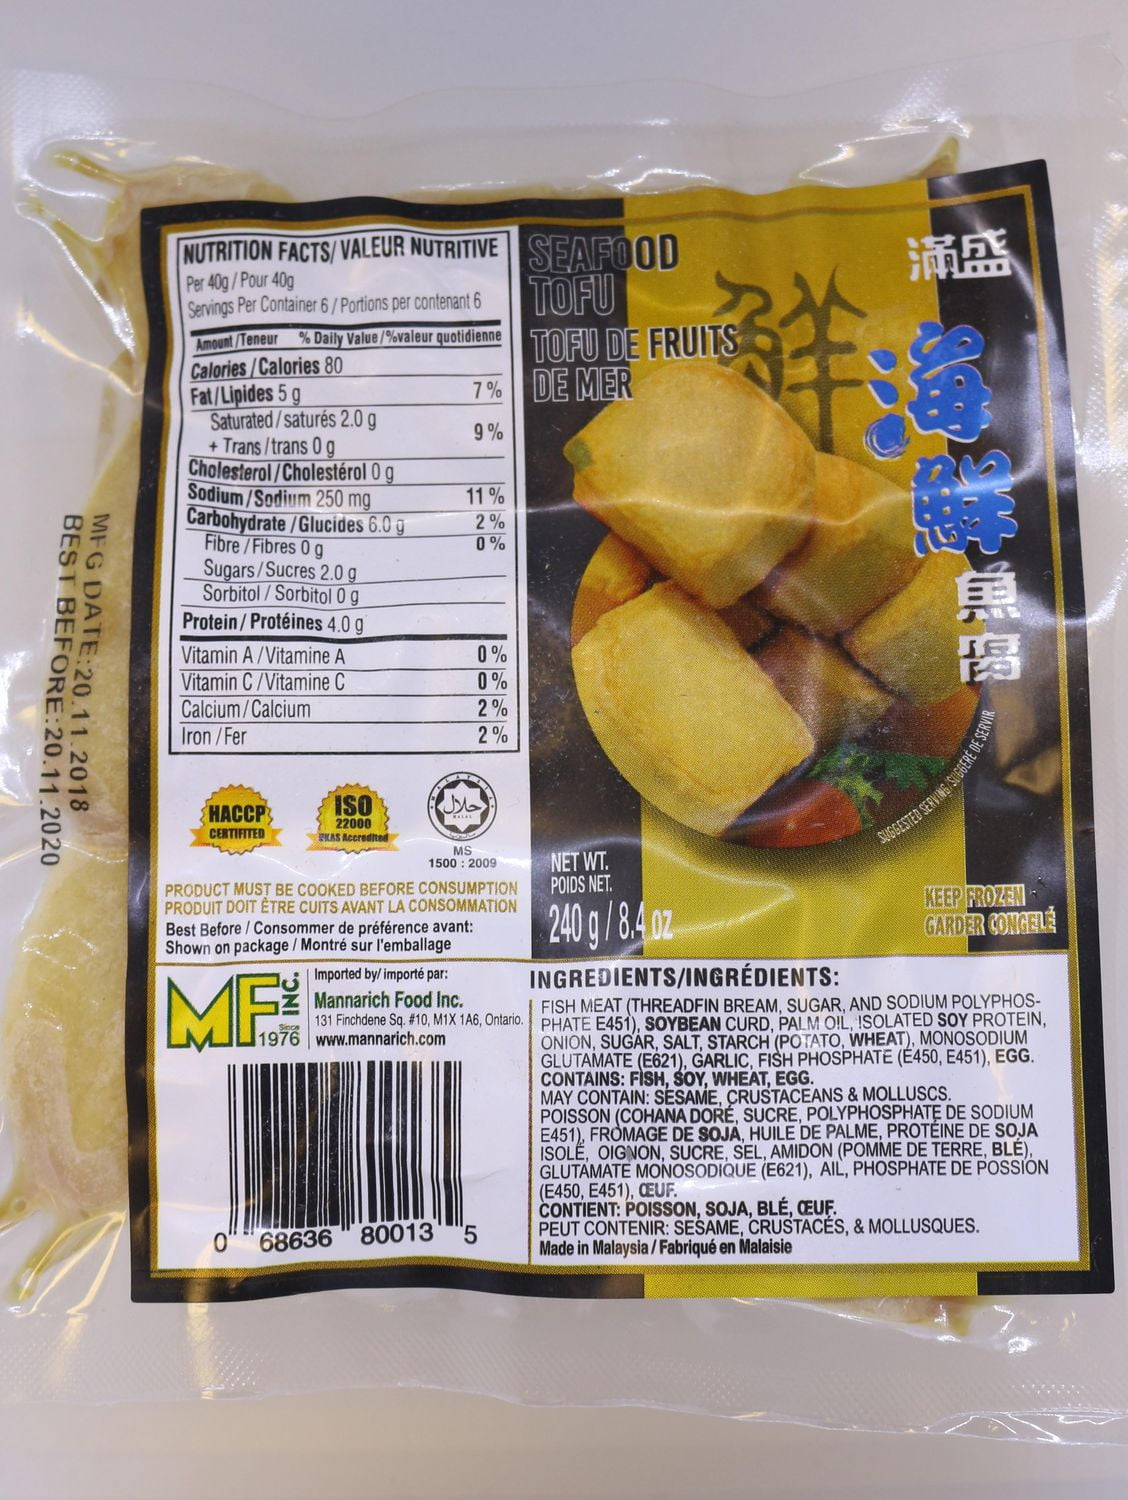 NUTRITION FACTS/ VALEUR NUTRITIVE
Per 40g / Pour 40g
Servings Per Container 6 / Portions per contenant 6
Amount /Teneur % Daily Value /%valeur quotidienne
Calories / Calories 80
Fat / Lipides 5 g 7 %
Saturated / saturés 2.0 g
+ Trans / trans 0 g 9 %
Cholesterol / Cholestérol 0 g
Sodium / Sodium 250 mg 11 %
Carbohydrate / Glucides 6.0 g 2 %
Fibre / Fibres 0 g 0 %
Sugars / Sucres 2.0 g
Sorbitol / Sorbitol 0 g
Protein / Protéines 4.0 g
Vitamin A / Vitamine A 0 %
Vitamin C / Vitamine C 0 %
Calcium / Calcium 2 %
Iron / Fer 2 %
SEAFOOD
TOFU
TOFU DE FRUITS
DE MER
鮮
滿盛
海
鮮
魚
腐
SUGGESTED SERVING / SUGGÉRÉ DE SERVIR
MFG DATE:20.11.2018
BEST BEFORE:20.11.2020
HACCP
CERTIFITED
ISO
22000
UKAS Accredited
MALAYSIA
حلال
HALAL
MS
1500 : 2009
PRODUCT MUST BE COOKED BEFORE CONSUMPTION
PRODUIT DOIT ÊTRE CUITS AVANT LA CONSOMMATION
Best Before / Consommer de préférence avant:
Shown on package / Montré sur l'emballage
NET WT.
POIDS NET.
240 g / 8.4 oz
KEEP FROZEN
GARDER CONGELÉ
MF INC.
Since
1976
Imported by/ importé par:
Mannarich Food Inc.
131 Finchdene Sq. #10, M1X 1A6, Ontario.
www.mannarich.com
0 68636 80013 5
INGREDIENTS/INGRÉDIENTS:
FISH MEAT (THREADFIN BREAM, SUGAR, AND SODIUM POLYPHOS-
PHATE E451), SOYBEAN CURD, PALM OIL, ISOLATED SOY PROTEIN,
ONION, SUGAR, SALT, STARCH (POTATO, WHEAT), MONOSODIUM
GLUTAMATE (E621), GARLIC, FISH PHOSPHATE (E450, E451), EGG.
CONTAINS: FISH, SOY, WHEAT, EGG.
MAY CONTAIN: SESAME, CRUSTACEANS & MOLLUSCS.
POISSON (COHANA DORÉ, SUCRE, POLYPHOSPHATE DE SODIUM
E451), FROMAGE DE SOJA, HUILE DE PALME, PROTÉINE DE SOJA
ISOLÉ, OIGNON, SUCRE, SEL, AMIDON (POMME DE TERRE, BLÉ),
GLUTAMATE MONOSODIQUE (E621), AIL, PHOSPHATE DE POSSÏON
(E450, E451), ŒUF.
CONTIENT: POISSON, SOJA, BLÉ, ŒUF.
PEUT CONTENIR: SÉSAME, CRUSTACÉS, & MOLLUSQUES.
Made in Malaysia / Fabriqué en Malaisie